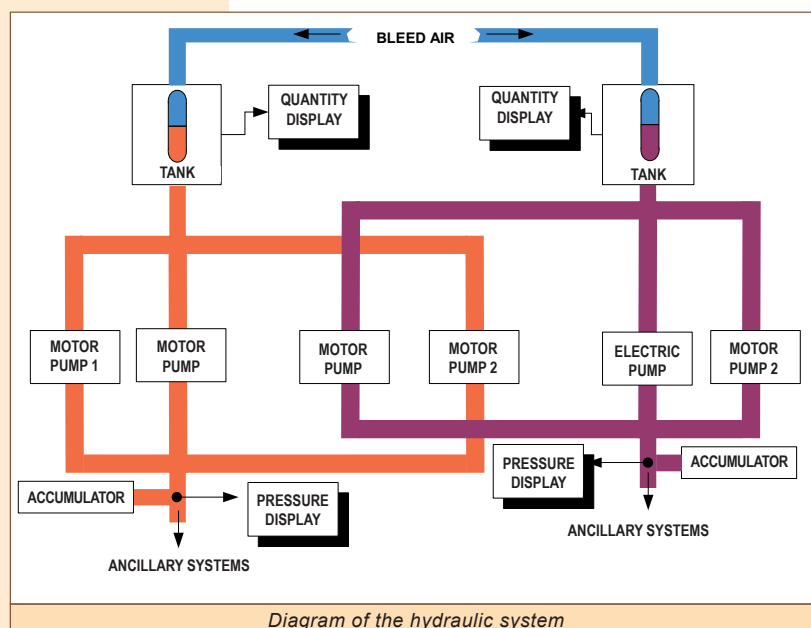 BLEED AIR
QUANTITY
DISPLAY
QUANTITY
DISPLAY
TANK
TANK
MOTOR
PUMP 1
MOTOR
PUMP
MOTOR
PUMP
MOTOR
PUMP 2
ELECTRIC
PUMP
MOTOR
PUMP 2
ACCUMULATOR
PRESSURE
DISPLAY
PRESSURE
DISPLAY
ACCUMULATOR
ANCILLARY SYSTEMS
ANCILLARY SYSTEMS
Diagram of the hydraulic system